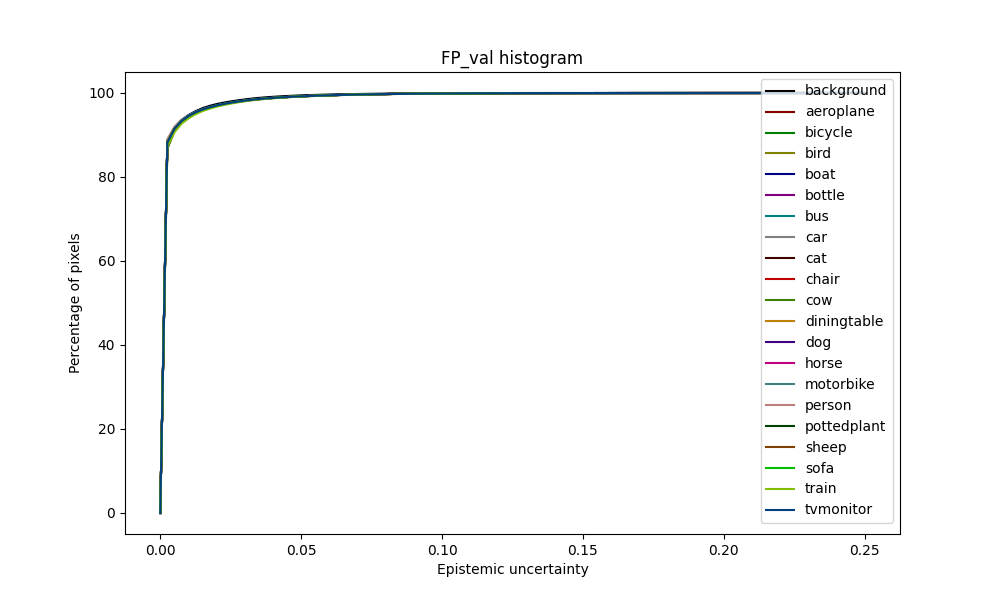 FP_val histogram
Percentage of pixels
100
80
60
40
20
0
0.00
0.05
0.10
0.15
0.20
0.25
Epistemic uncertainty
background
aeroplane
bicycle
bird
boat
bottle
bus
car
cat
chair
cow
diningtable
dog
horse
motorbike
person
pottedplant
sheep
sofa
train
tvmonitor